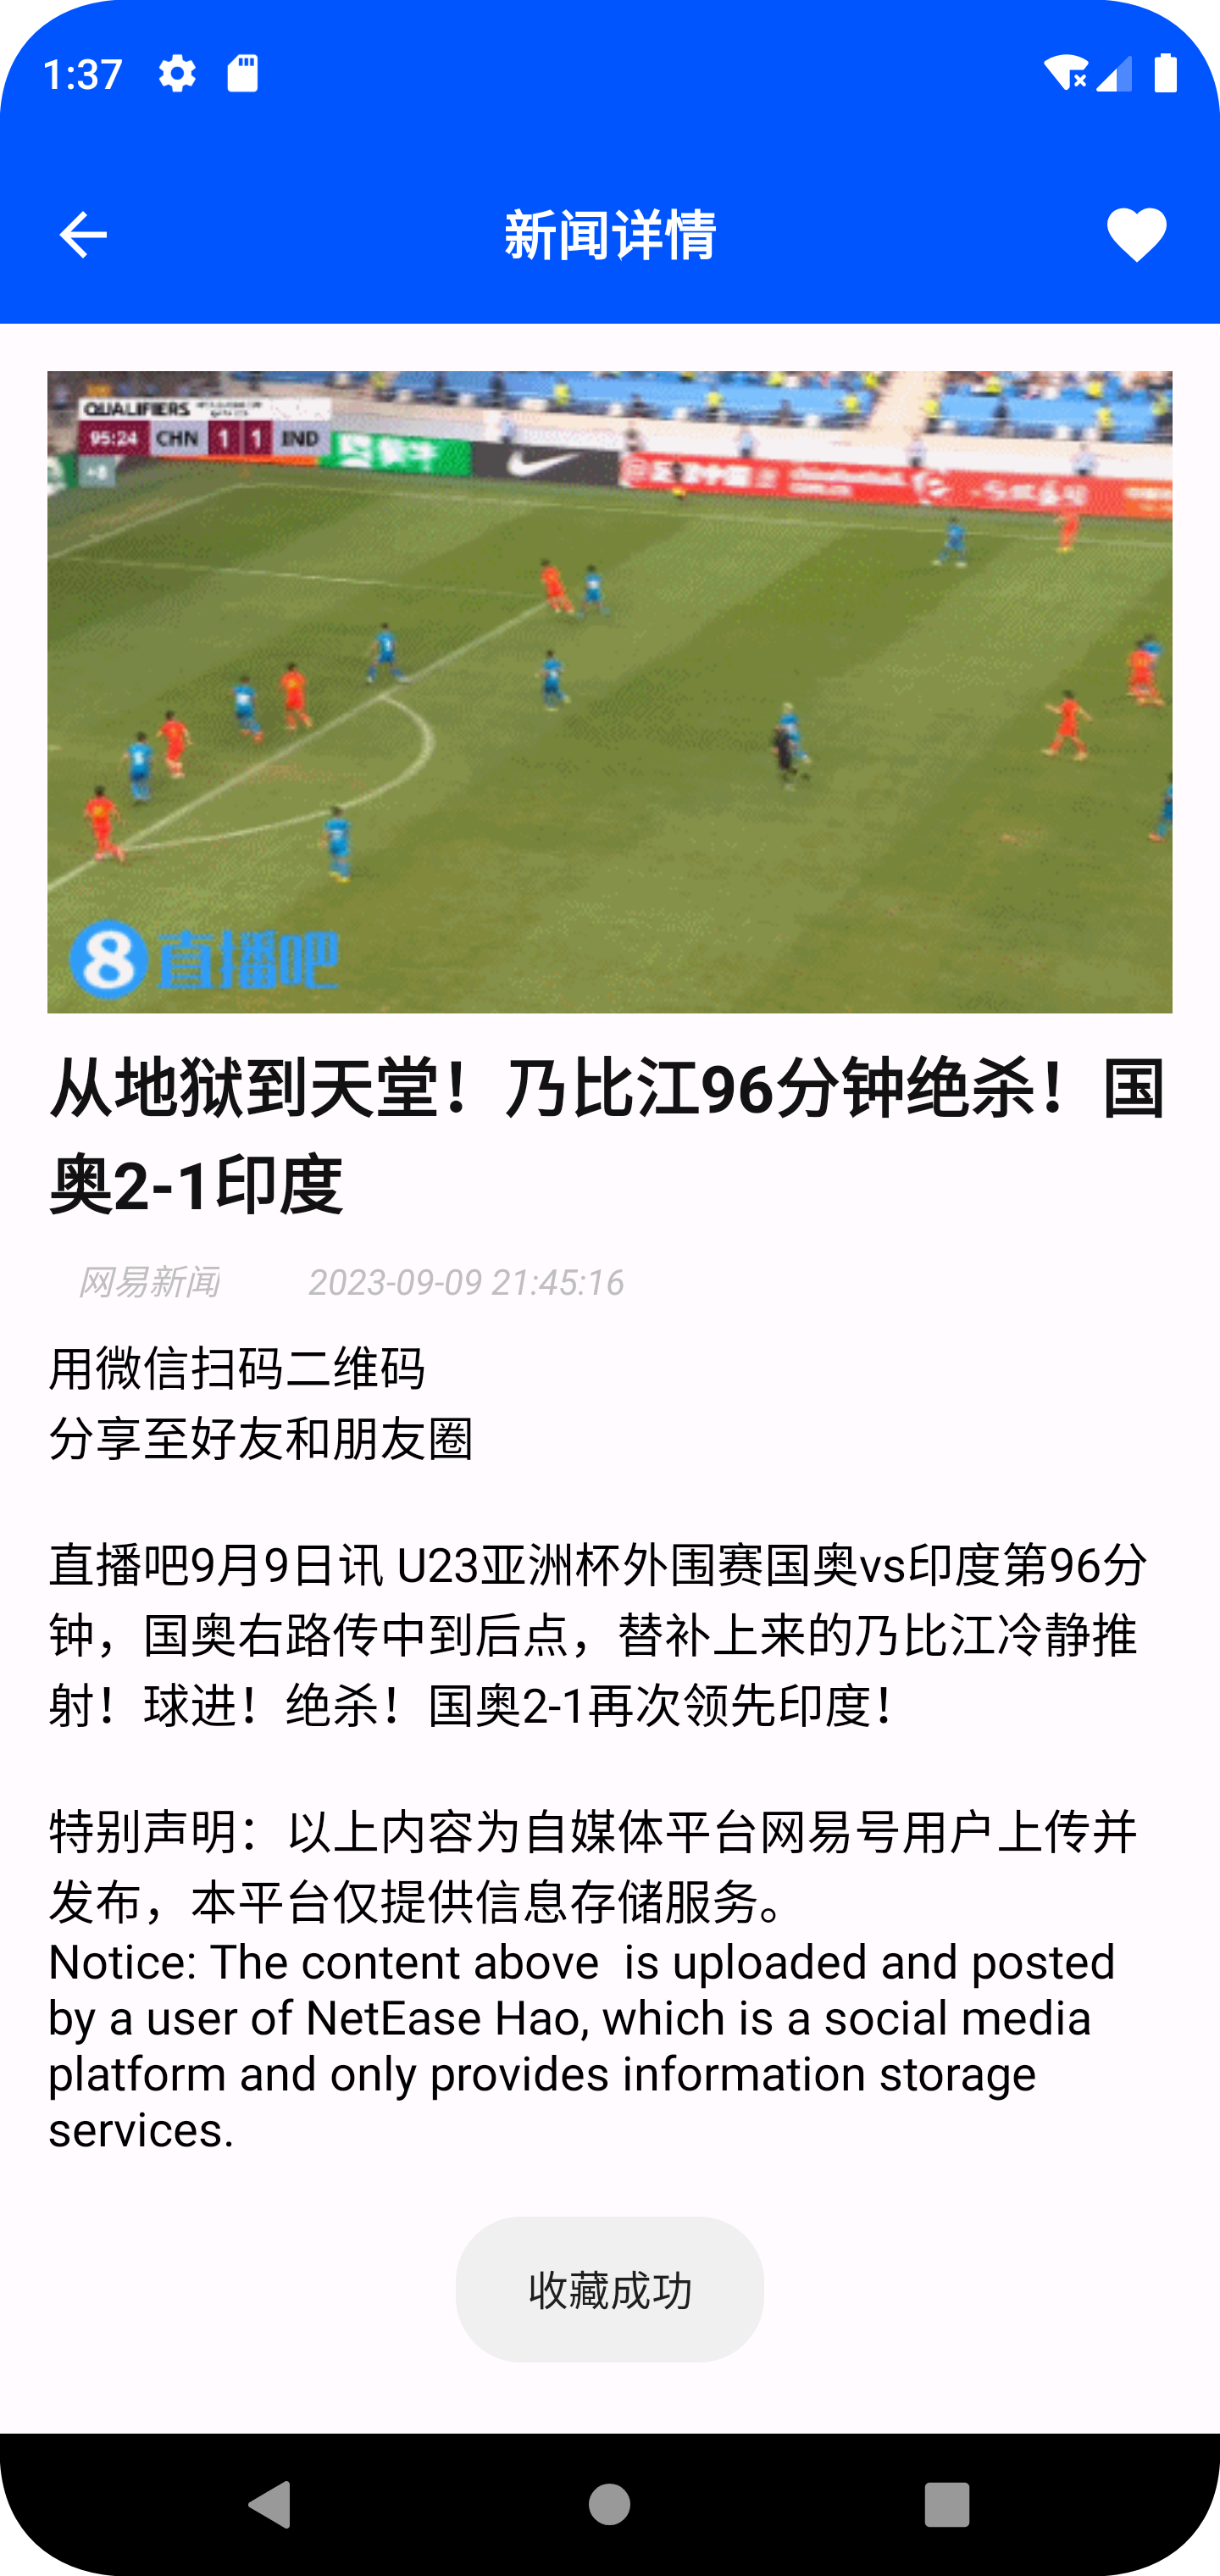 1:37
新闻详情
QUALIFIERS
95:24 CHN 1 1 IND
+8
8直播吧
从地狱到天堂！乃比江96分钟绝杀！国
奥2-1印度
网易新闻 2023-09-09 21:45:16
用微信扫码二维码
分享至好友和朋友圈
直播吧9月9日讯 U23亚洲杯外围赛国奥vs印度第96分
钟，国奥右路传中到后点，替补上来的乃比江冷静推
射！球进！绝杀！国奥2-1再次领先印度！
特别声明：以上内容为自媒体平台网易号用户上传并
发布，本平台仅提供信息存储服务。
Notice: The content above  is uploaded and posted
by a user of NetEase Hao, which is a social media
platform and only provides information storage
services.
收藏成功